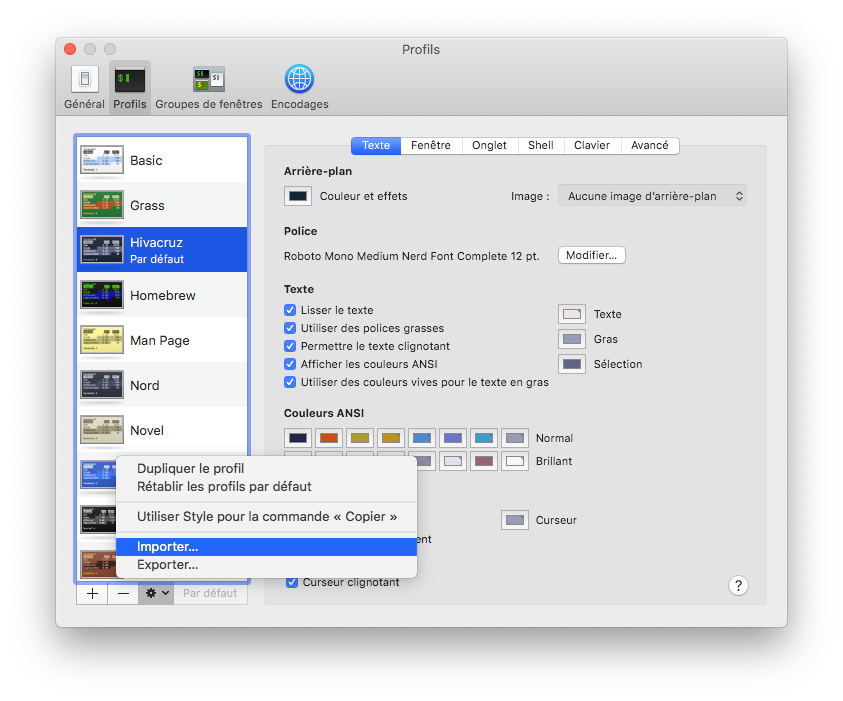 Profils
Général
Profils
Groupes de fenêtres
Encodages
Basic
Grass
Hivacruz
Par défaut
Homebrew
Man Page
Nord
Novel
Texte
Fenêtre
Onglet
Shell
Clavier
Avancé
Arrière-plan
Couleur et effets
Image :
Aucune image d'arrière-plan
Police
Roboto Mono Medium Nerd Font Complete 12 pt.
Modifier...
Texte
Lisser le texte
Utiliser des polices grasses
Permettre le texte clignotant
Afficher les couleurs ANSI
Utiliser des couleurs vives pour le texte en gras
Texte
Gras
Sélection
Couleurs ANSI
Normal
Brillant
Curseur
ent
Curseur clignotant
?
Dupliquer le profil
Rétablir les profils par défaut
Utiliser Style pour la commande « Copier »
Importer...
Exporter...
Par défaut